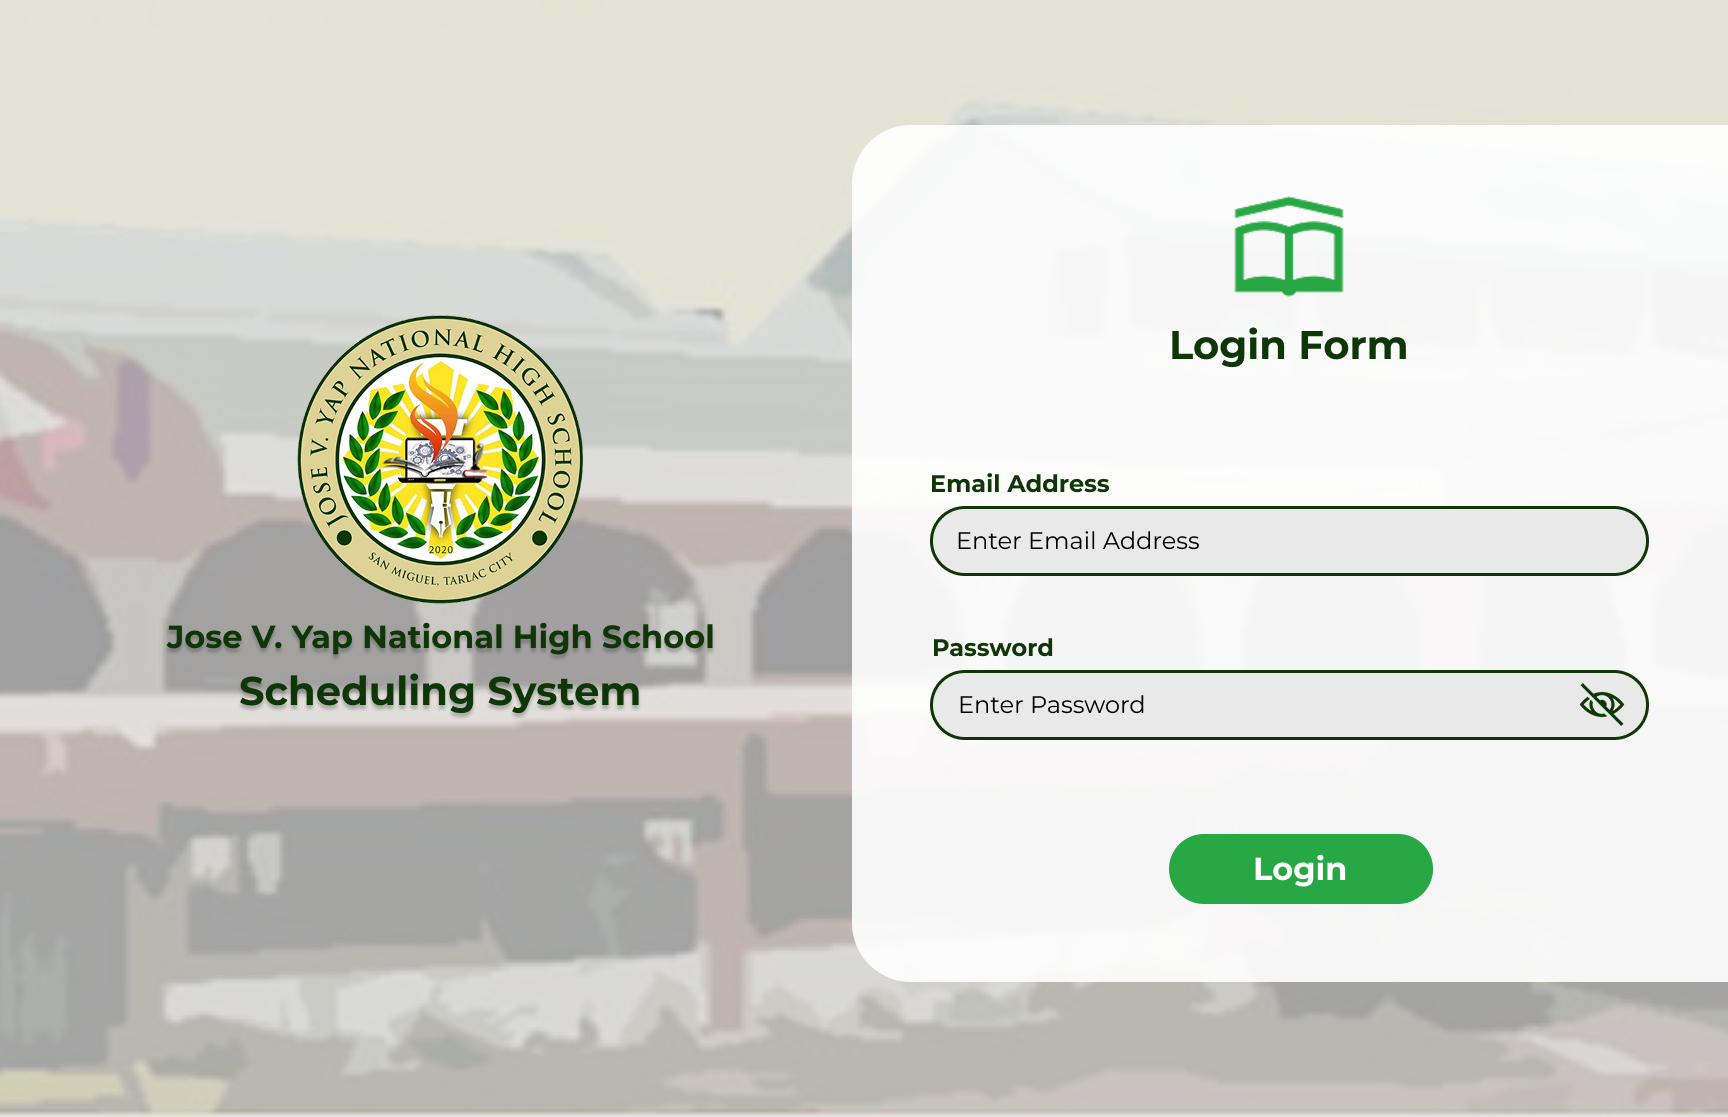 JOSE V. YAP NATIONAL HIGH SCHOOL
2020
SAN MIGUEL, TARLAC CITY
Jose V. Yap National High School
Scheduling System
Login Form
Email Address
Enter Email Address
Password
Enter Password
Login